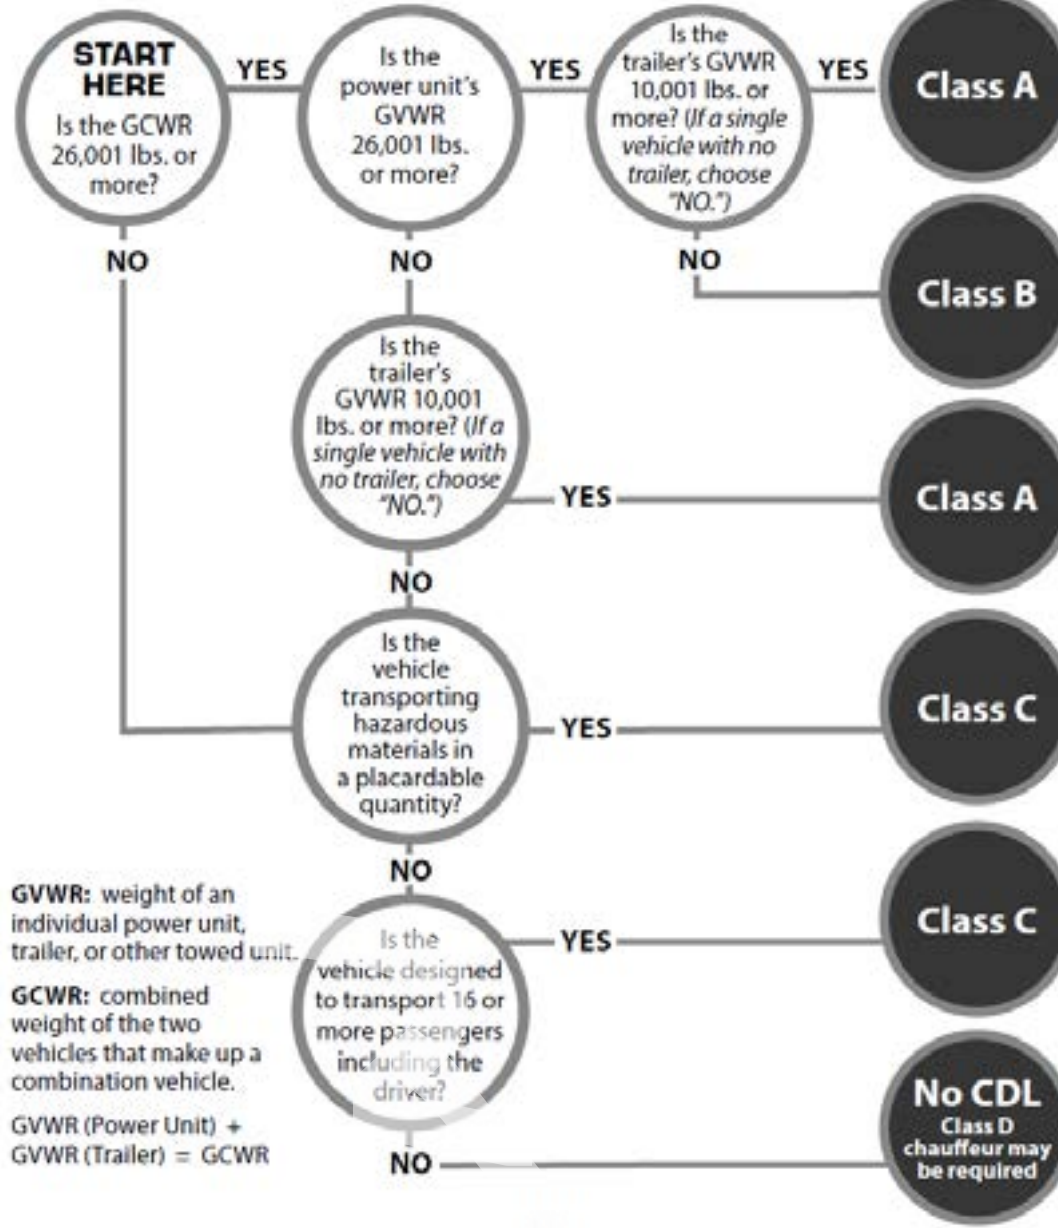 START
HERE
Is the GCWR
26,001 lbs. or
more?
YES
Is the
power unit's
GVWR
26,001 lbs.
or more?
YES
Is the
trailer's GVWR
10,001 lbs. or
more? (If a single
vehicle with no
trailer, choose
"NO.")
YES
Class A
NO
NO
NO
Class B
Is the
trailer's
GVWR 10,001
lbs. or more? (If a
single vehicle with
no trailer, choose
"NO.")
YES
Class A
NO
Is the
vehicle
transporting
hazardous
materials in
a placardable
quantity?
YES
Class C
NO
Is the
vehicle designed
to transport 16 or
more passengers
including the
driver?
YES
Class C
NO
No CDL
Class D
chauffeur may
be required
GVWR: weight of an
individual power unit,
trailer, or other towed unit.
GCWR: combined
weight of the two
vehicles that make up a
combination vehicle.
GVWR (Power Unit) +
GVWR (Trailer) = GCWR